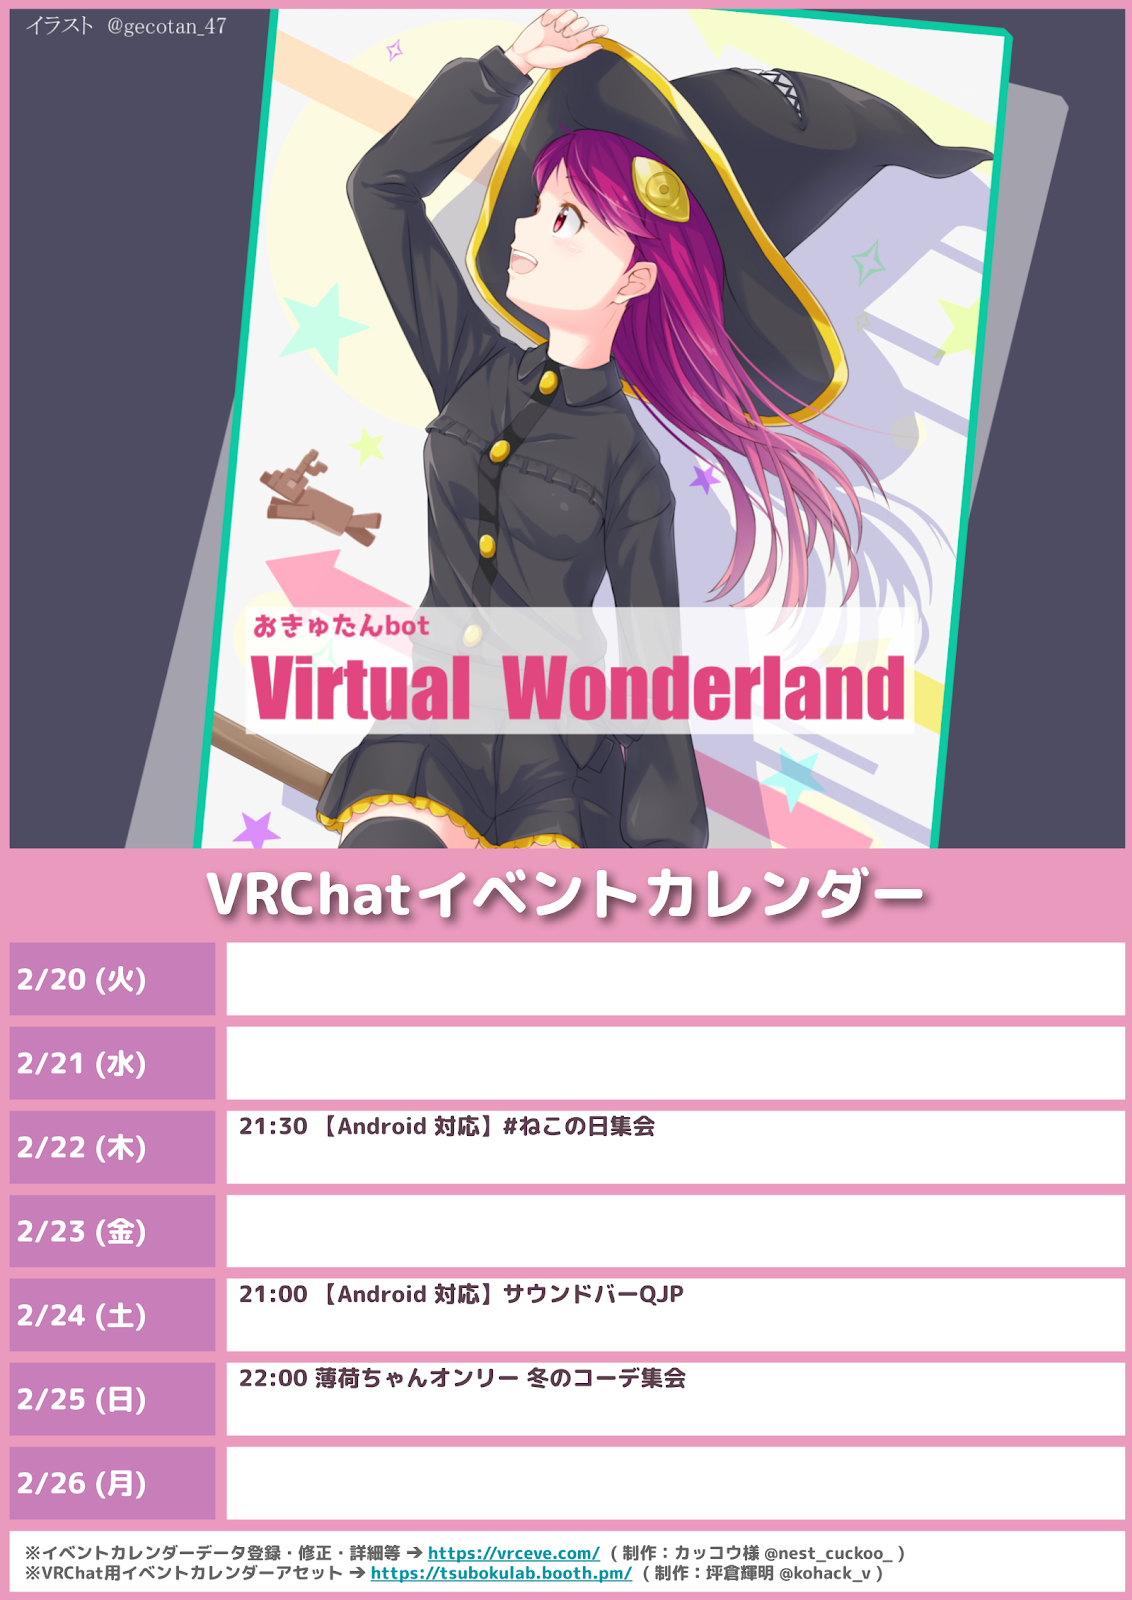 イラスト @gecotan_47
おきゅたんbot
Virtual Wonderland
VRChatイベントカレンダー
2/20 (火)
2/21 (水)
2/22 (木)
21:30 【Android 対応】#ねこの日集会
2/23 (金)
2/24 (土)
21:00 【Android 対応】サウンドバーQJP
2/25 (日)
22:00 薄荷ちゃんオンリー 冬のコーデ集会
2/26 (月)
※イベントカレンダーデータ登録・修正・詳細等 ➔ https://vrceve.com/ ( 制作：カッコウ様 @nest_cuckoo_ )
※VRChat用イベントカレンダーアセット ➔ https://tsubokulab.booth.pm/ ( 制作：坪倉輝明 @kohack_v )